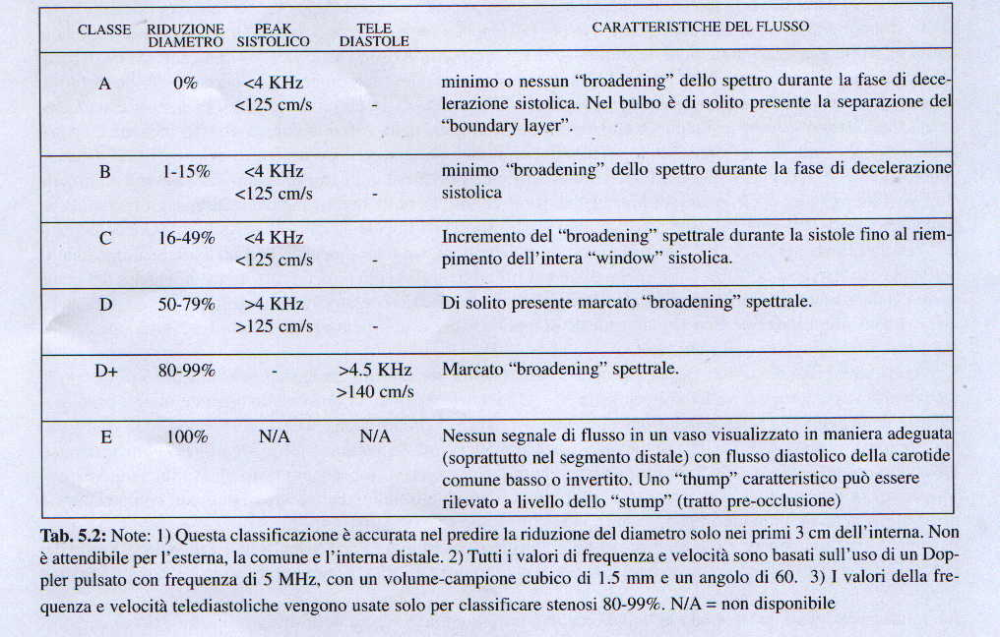 CLASSE RIDUZIONE DIAMETRO PEAK SISTOLICO TELE DIASTOLE CARATTERISTICHE DEL FLUSSO
A 0% <4 KHz minimo o nessun “broadening” dello spettro durante la fase di dece-
<125 cm/s - lerazione sistolica. Nel bulbo è di solito presente la separazione del
“boundary layer”.
B 1-15% <4 KHz minimo “broadening” dello spettro durante la fase di decelerazione
<125 cm/s - sistolica
C 16-49% <4 KHz Incremento del “broadening” spettrale durante la sistole fino al riem-
<125 cm/s - pimento dell’intera “window” sistolica.
D 50-79% >4 KHz Di solito presente marcato “broadening” spettrale.
>125 cm/s -
D+ 80-99% - >4.5 KHz Marcato “broadening” spettrale.
>140 cm/s
E 100% N/A N/A Nessun segnale di flusso in un vaso visualizzato in maniera adeguata
(soprattutto nel segmento distale) con flusso diastolico della carotide
comune basso o invertito. Uno “thump” caratteristico può essere
rilevato a livello dello “stump” (tratto pre-occlusione)
Tab. 5.2: Note: 1) Questa classificazione è accurata nel predire la riduzione del diametro solo nei primi 3 cm dell’interna. Non
è attendibile per l’esterna, la comune e l’interna distale. 2) Tutti i valori di frequenza e velocità sono basati sull’uso di un Dop-
pler pulsato con frequenza di 5 MHz, con un volume-campione cubico di 1.5 mm e un angolo di 60. 3) I valori della fre-
quenza e velocità telediastoliche vengono usate solo per classificare stenosi 80-99%. N/A = non disponibile